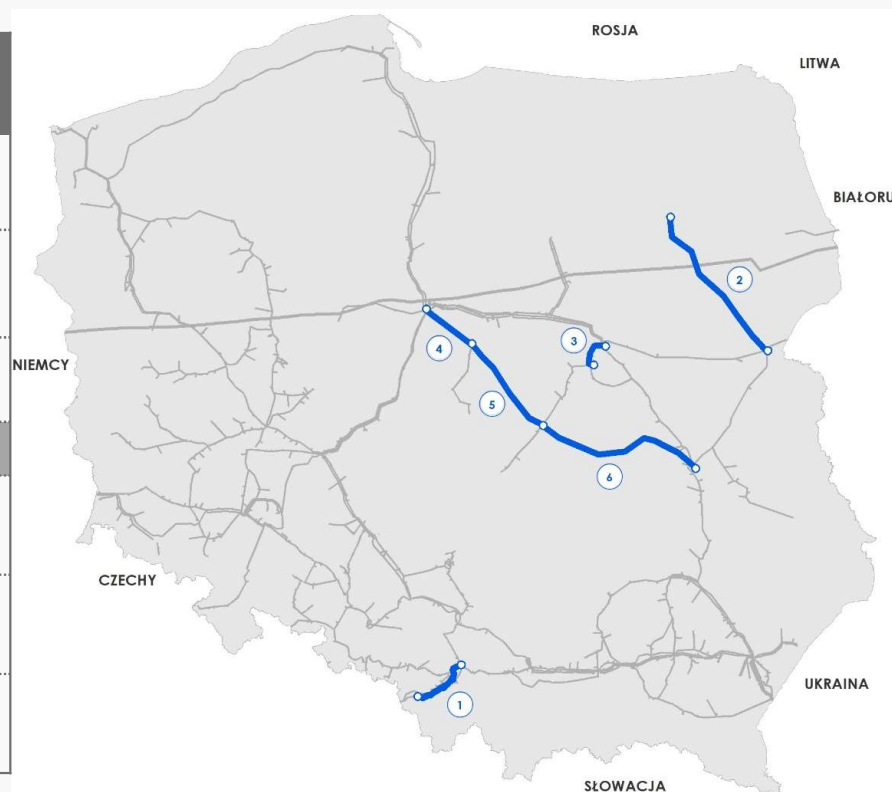 ROSJA
LITWA
BIAŁORU
2
3
4
NIEMCY
5
6
CZECHY
UKRAINA
1
SŁOWACJA